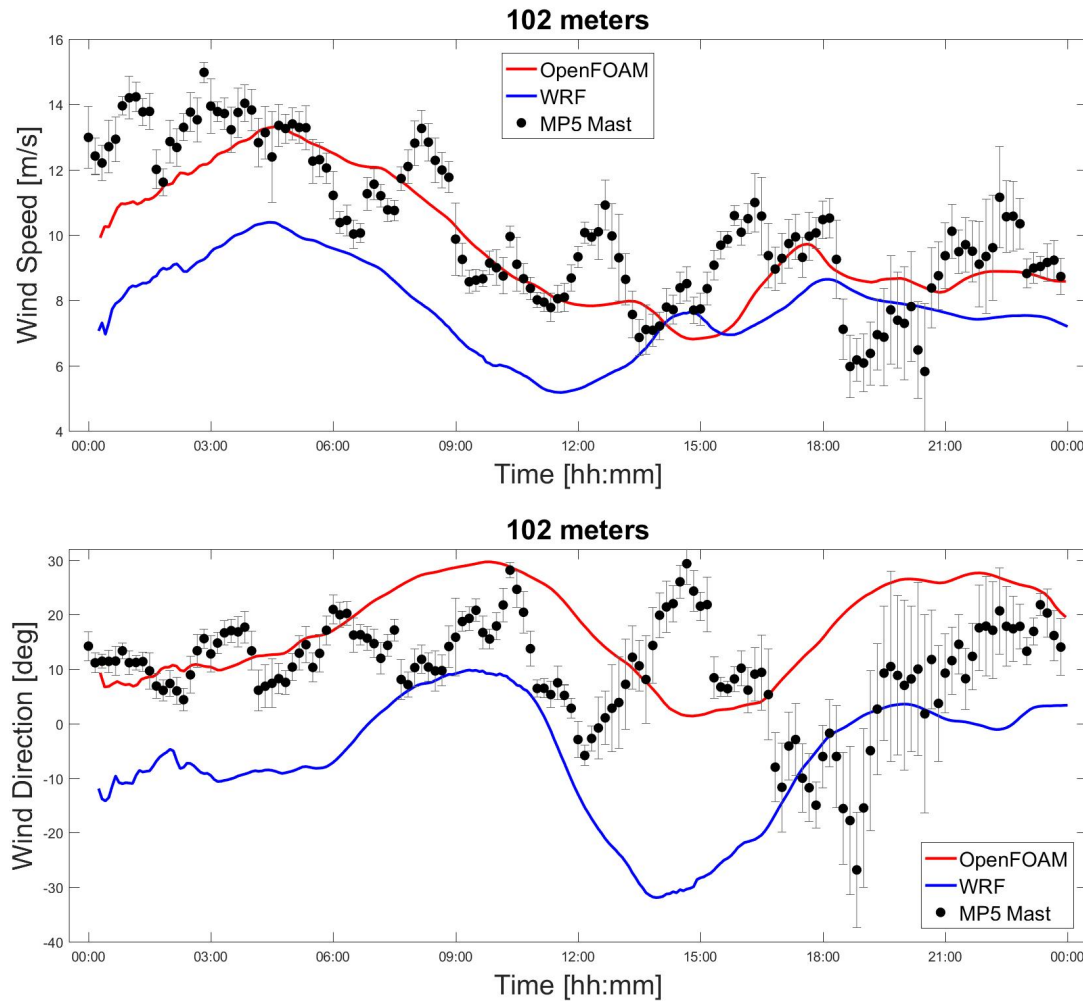 102 meters
16
14
12
10
8
6
4
Wind Speed [m/s]
OpenFOAM
WRF
MP5 Mast
00:00 03:00 06:00 09:00 12:00 15:00 18:00 21:00 00:00
Time [hh:mm]
102 meters
30
20
10
0
-10
-20
-30
-40
Wind Direction [deg]
OpenFOAM
WRF
MP5 Mast
00:00 03:00 06:00 09:00 12:00 15:00 18:00 21:00 00:00
Time [hh:mm]